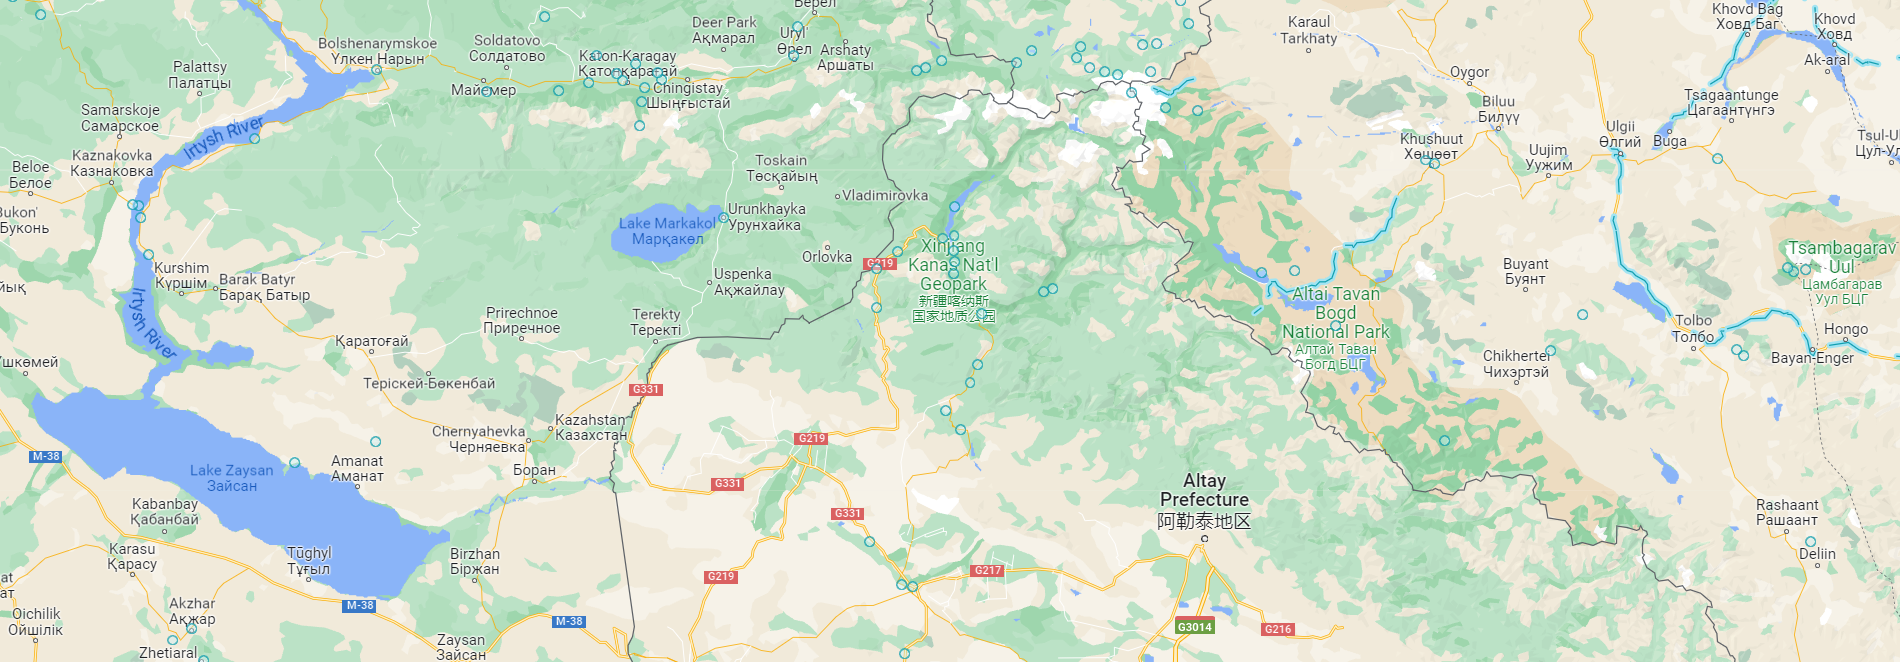 Берел
Deer Park
Ақмарал
Uryl'
Өрел
Arshaty
Аршаты
Karaul
Tarkhaty
Khovd Bag
Ховд Баг
Khovd
Ховд
Bolshenarymskoe
Үлкен Нарын
Soldatovo
Солдатово
Katon-Karagay
Катонқарағай
Palattsy
Палатцы
Маймер
Chingistay
Шыңғыстай
Oygor
Ak-aral
Biluu
Билүү
Tsagaantunge
Цагаантүнгэ
Samarskoje
Самарское
Irtysh River
Ulgii
Өлгий
Buga
Khushuut
Хөшөөт
Uujim
Уужим
Kaznakovka
Казнаковка
Beloe
Белое
Toskain
Төсқайың
Vladimirovka
Lake Markakol
Марқакөл
Urunkhayka
Урунхайка
Буконь
Orlovka
G219
Xinjiang
Kanas Nat'l
Geopark
新疆喀纳斯
国家地质公园
Tsambagarav
Uul
Цамбагарав
Уул БЦГ
Kurshim
Күршім
Barak Batyr
Барақ Батыр
Uspenka
Ақжайлау
Buyant
Буянт
Altai Tavan
Bogd
National Park
Алтай Таван
Богд БЦГ
Irtysh River
Prirechnoe
Приречное
Terekty
Теректі
Tolbo
Толбо
Hongo
Bayan-Enger
Қаратоғай
Chikhertei
Чихэртэй
Теріскей-Бөкенбай
G331
Kazahstan
Казахстан
Chernyahevka
Черняевка
G219
M-38
Lake Zaysan
Зайсан
Amanat
Аманат
Боран
G331
Altay
Prefecture
阿勒泰地区
Kabanbay
Қабанбай
G331
Rashaant
Рашаант
Karasu
Қарасу
Tūghyl
Тұғыл
Birzhan
Біржан
Deliin
G219
G217
Oichilik
Ойшілік
Akzhar
Ақжар
M-38
M-38
Zaysan
Зайсан
Zhetiaral
G3014
G216